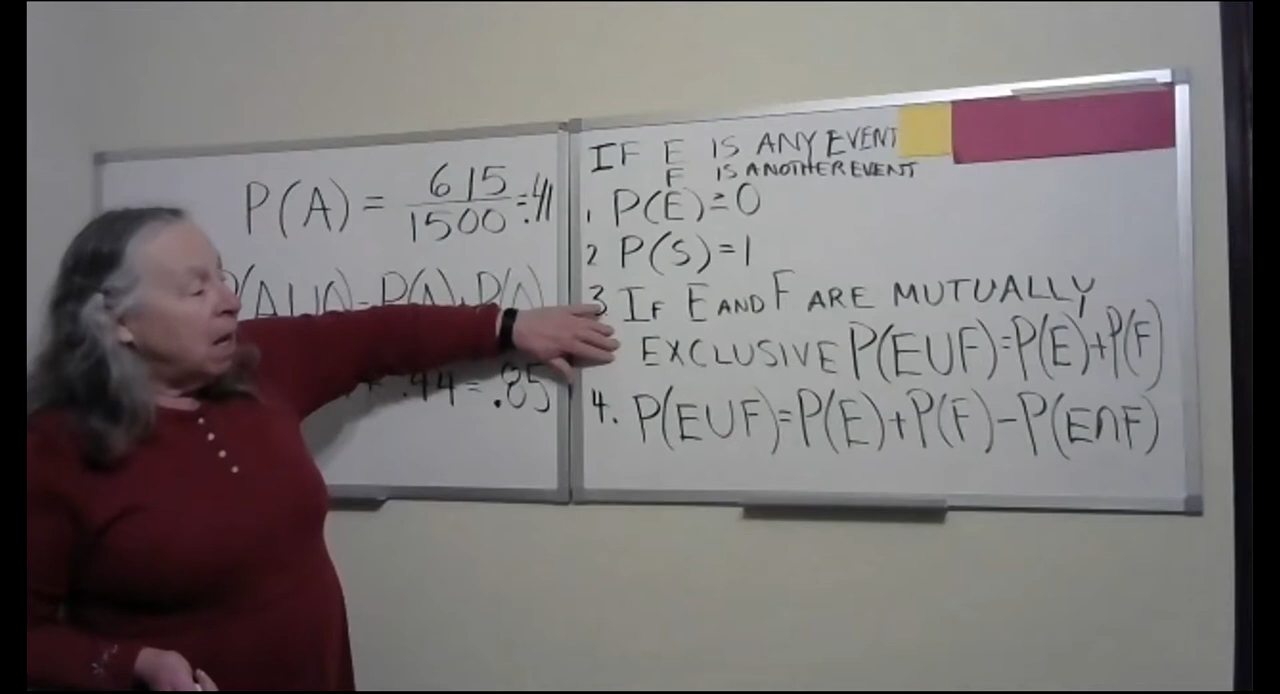 P(A) = 615/1500 = .41
P(A)
.44 = .85
IF E IS ANY EVENT
F IS ANOTHER EVENT
1 P(E) ≥ 0
2 P(S) = 1
3 IF E AND F ARE MUTUALLY
EXCLUSIVE P(EUF)=P(E)+P(F)
4. P(EUF)=P(E)+P(F)-P(E∩F)